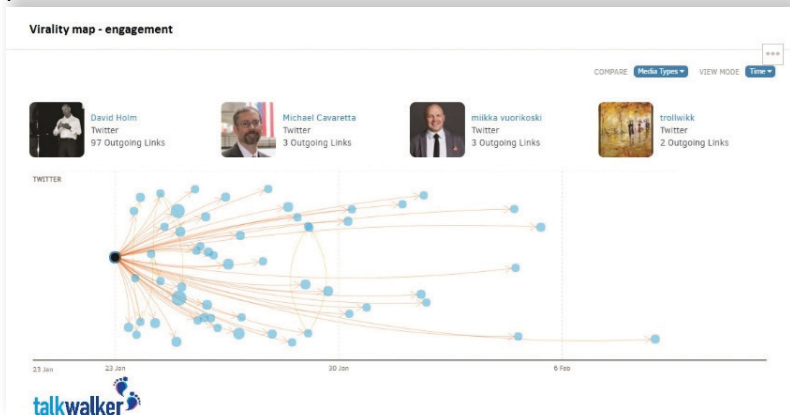 Virality map - engagement
COMPARE Media Types VIEW MODE Time
David Holm
Twitter
97 Outgoing Links
Michael Cavaretta
Twitter
3 Outgoing Links
miikka vuorikoski
Twitter
3 Outgoing Links
trollwikk
Twitter
2 Outgoing Links
TWITTER
23 Jan 23 Jan 30 Jan 6 Feb
talkwalker